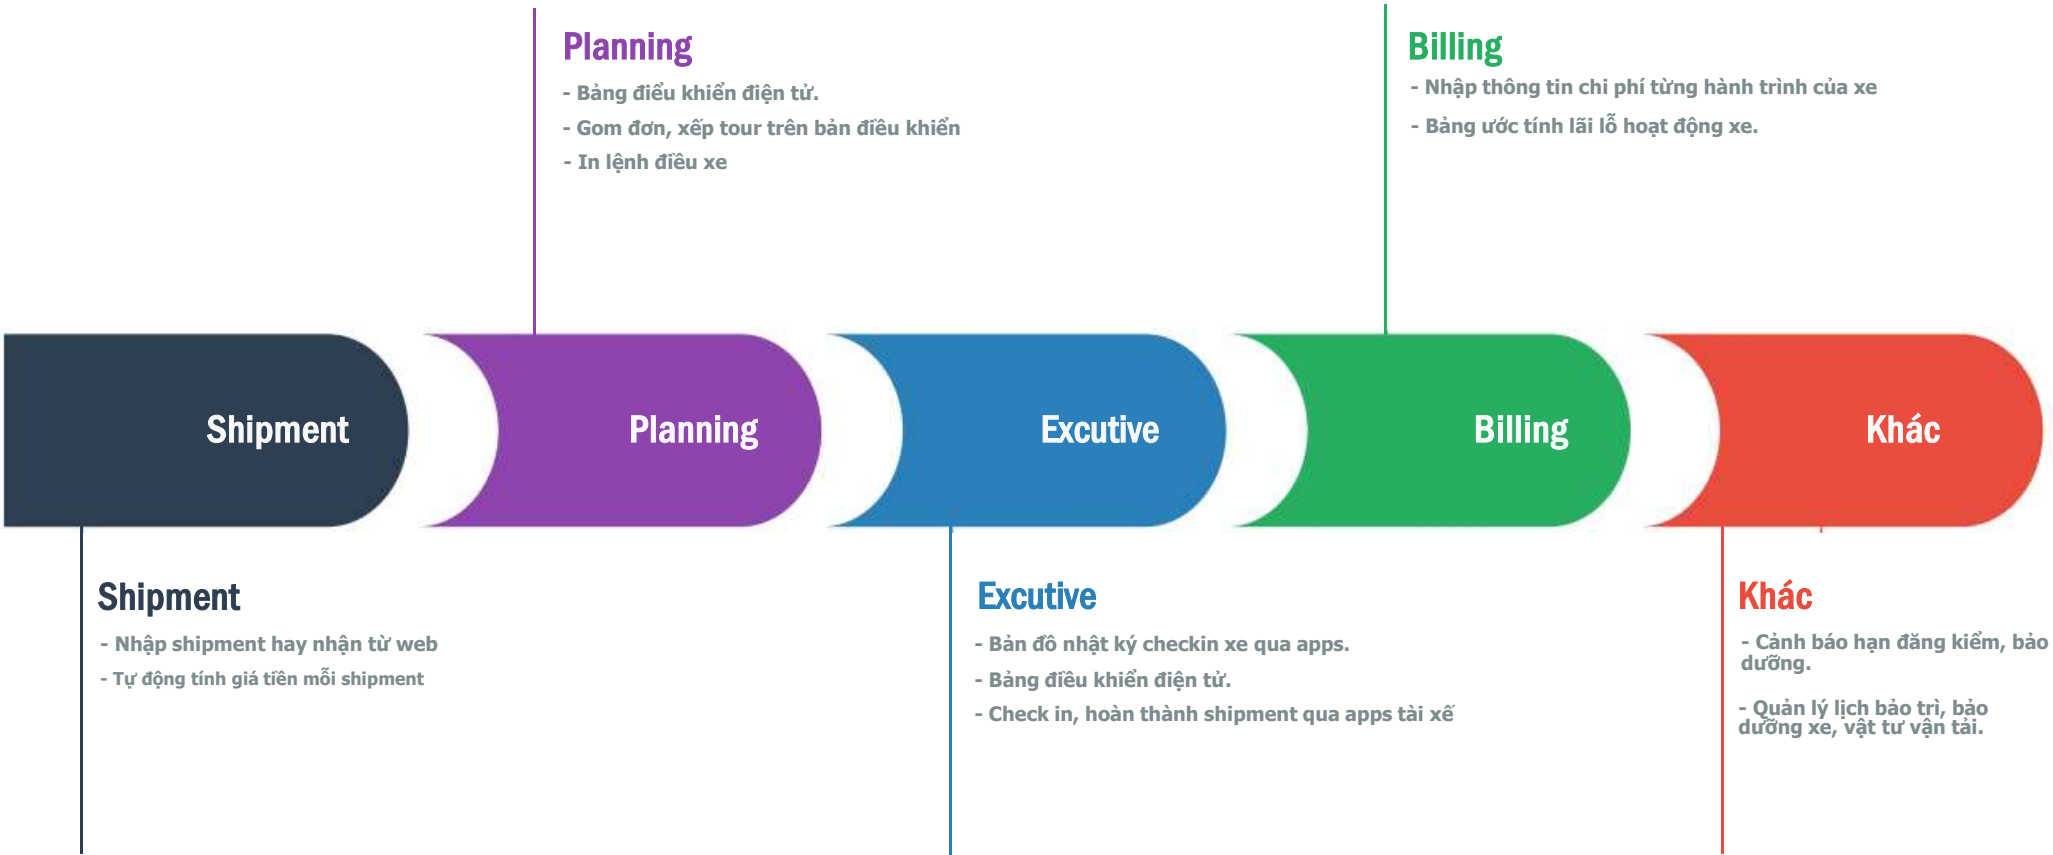 Planning
- Bảng điểu khiển điện tử.
- Gom đơn, xếp tour trên bản điều khiển
- In lệnh điều xe
Billing
- Nhập thông tin chi phí từng hành trình của xe
- Bảng ước tính lãi lỗ hoạt động xe.
Shipment
Planning
Excutive
Billing
Khác
Shipment
- Nhập shipment hay nhận từ web
- Tự động tính giá tiền mỗi shipment
Excutive
- Bản đồ nhật ký checkin xe qua apps.
- Bảng điều khiển điện tử.
- Check in, hoàn thành shipment qua apps tài xế
Khác
- Cảnh báo hạn đăng kiểm, bảo
dưỡng.
- Quản lý lịch bảo trì, bảo
dưỡng xe, vật tư vận tải.